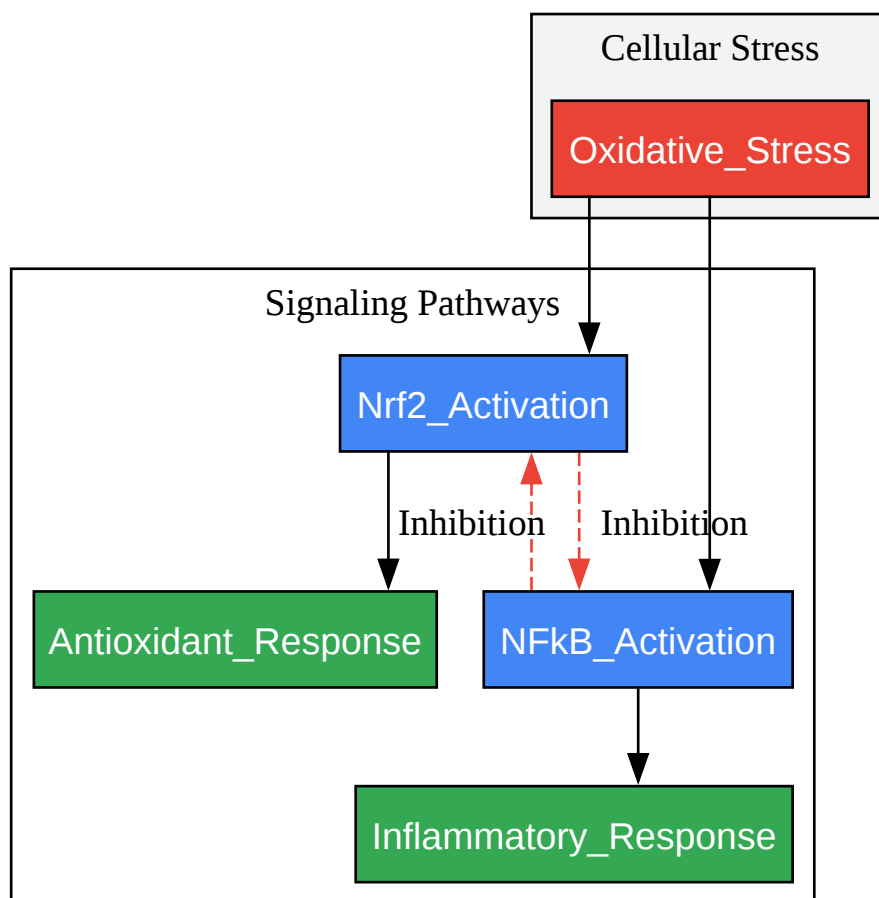 Cellular Stress
Oxidative_Stress
Signaling Pathways
Nrf2_Activation
Inhibition
Inhibition
Antioxidant_Response
NFkB_Activation
Inflammatory_Response